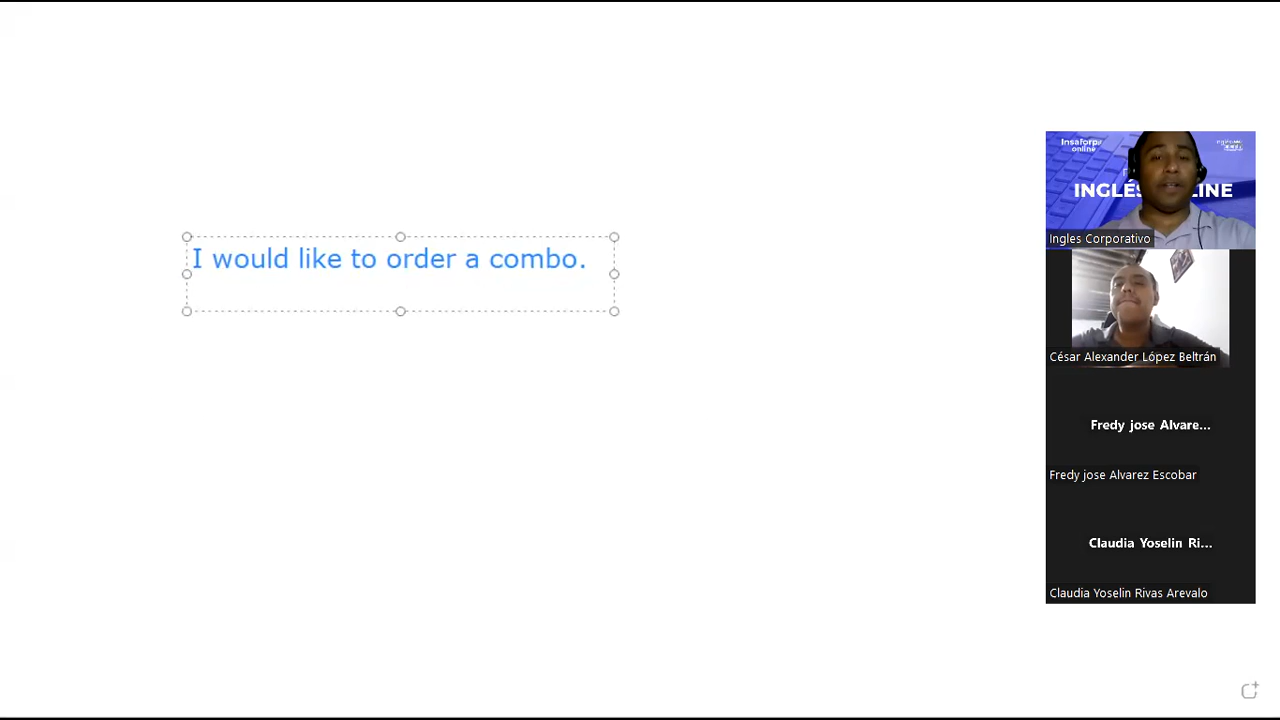 I would like to order a combo.
Insaforp
online
INGLÉS ONLINE
Ingles Corporativo
César Alexander López Beltrán
Fredy jose Alvare...
Fredy jose Alvarez Escobar
Claudia Yoselin Ri...
Claudia Yoselin Rivas Arevalo